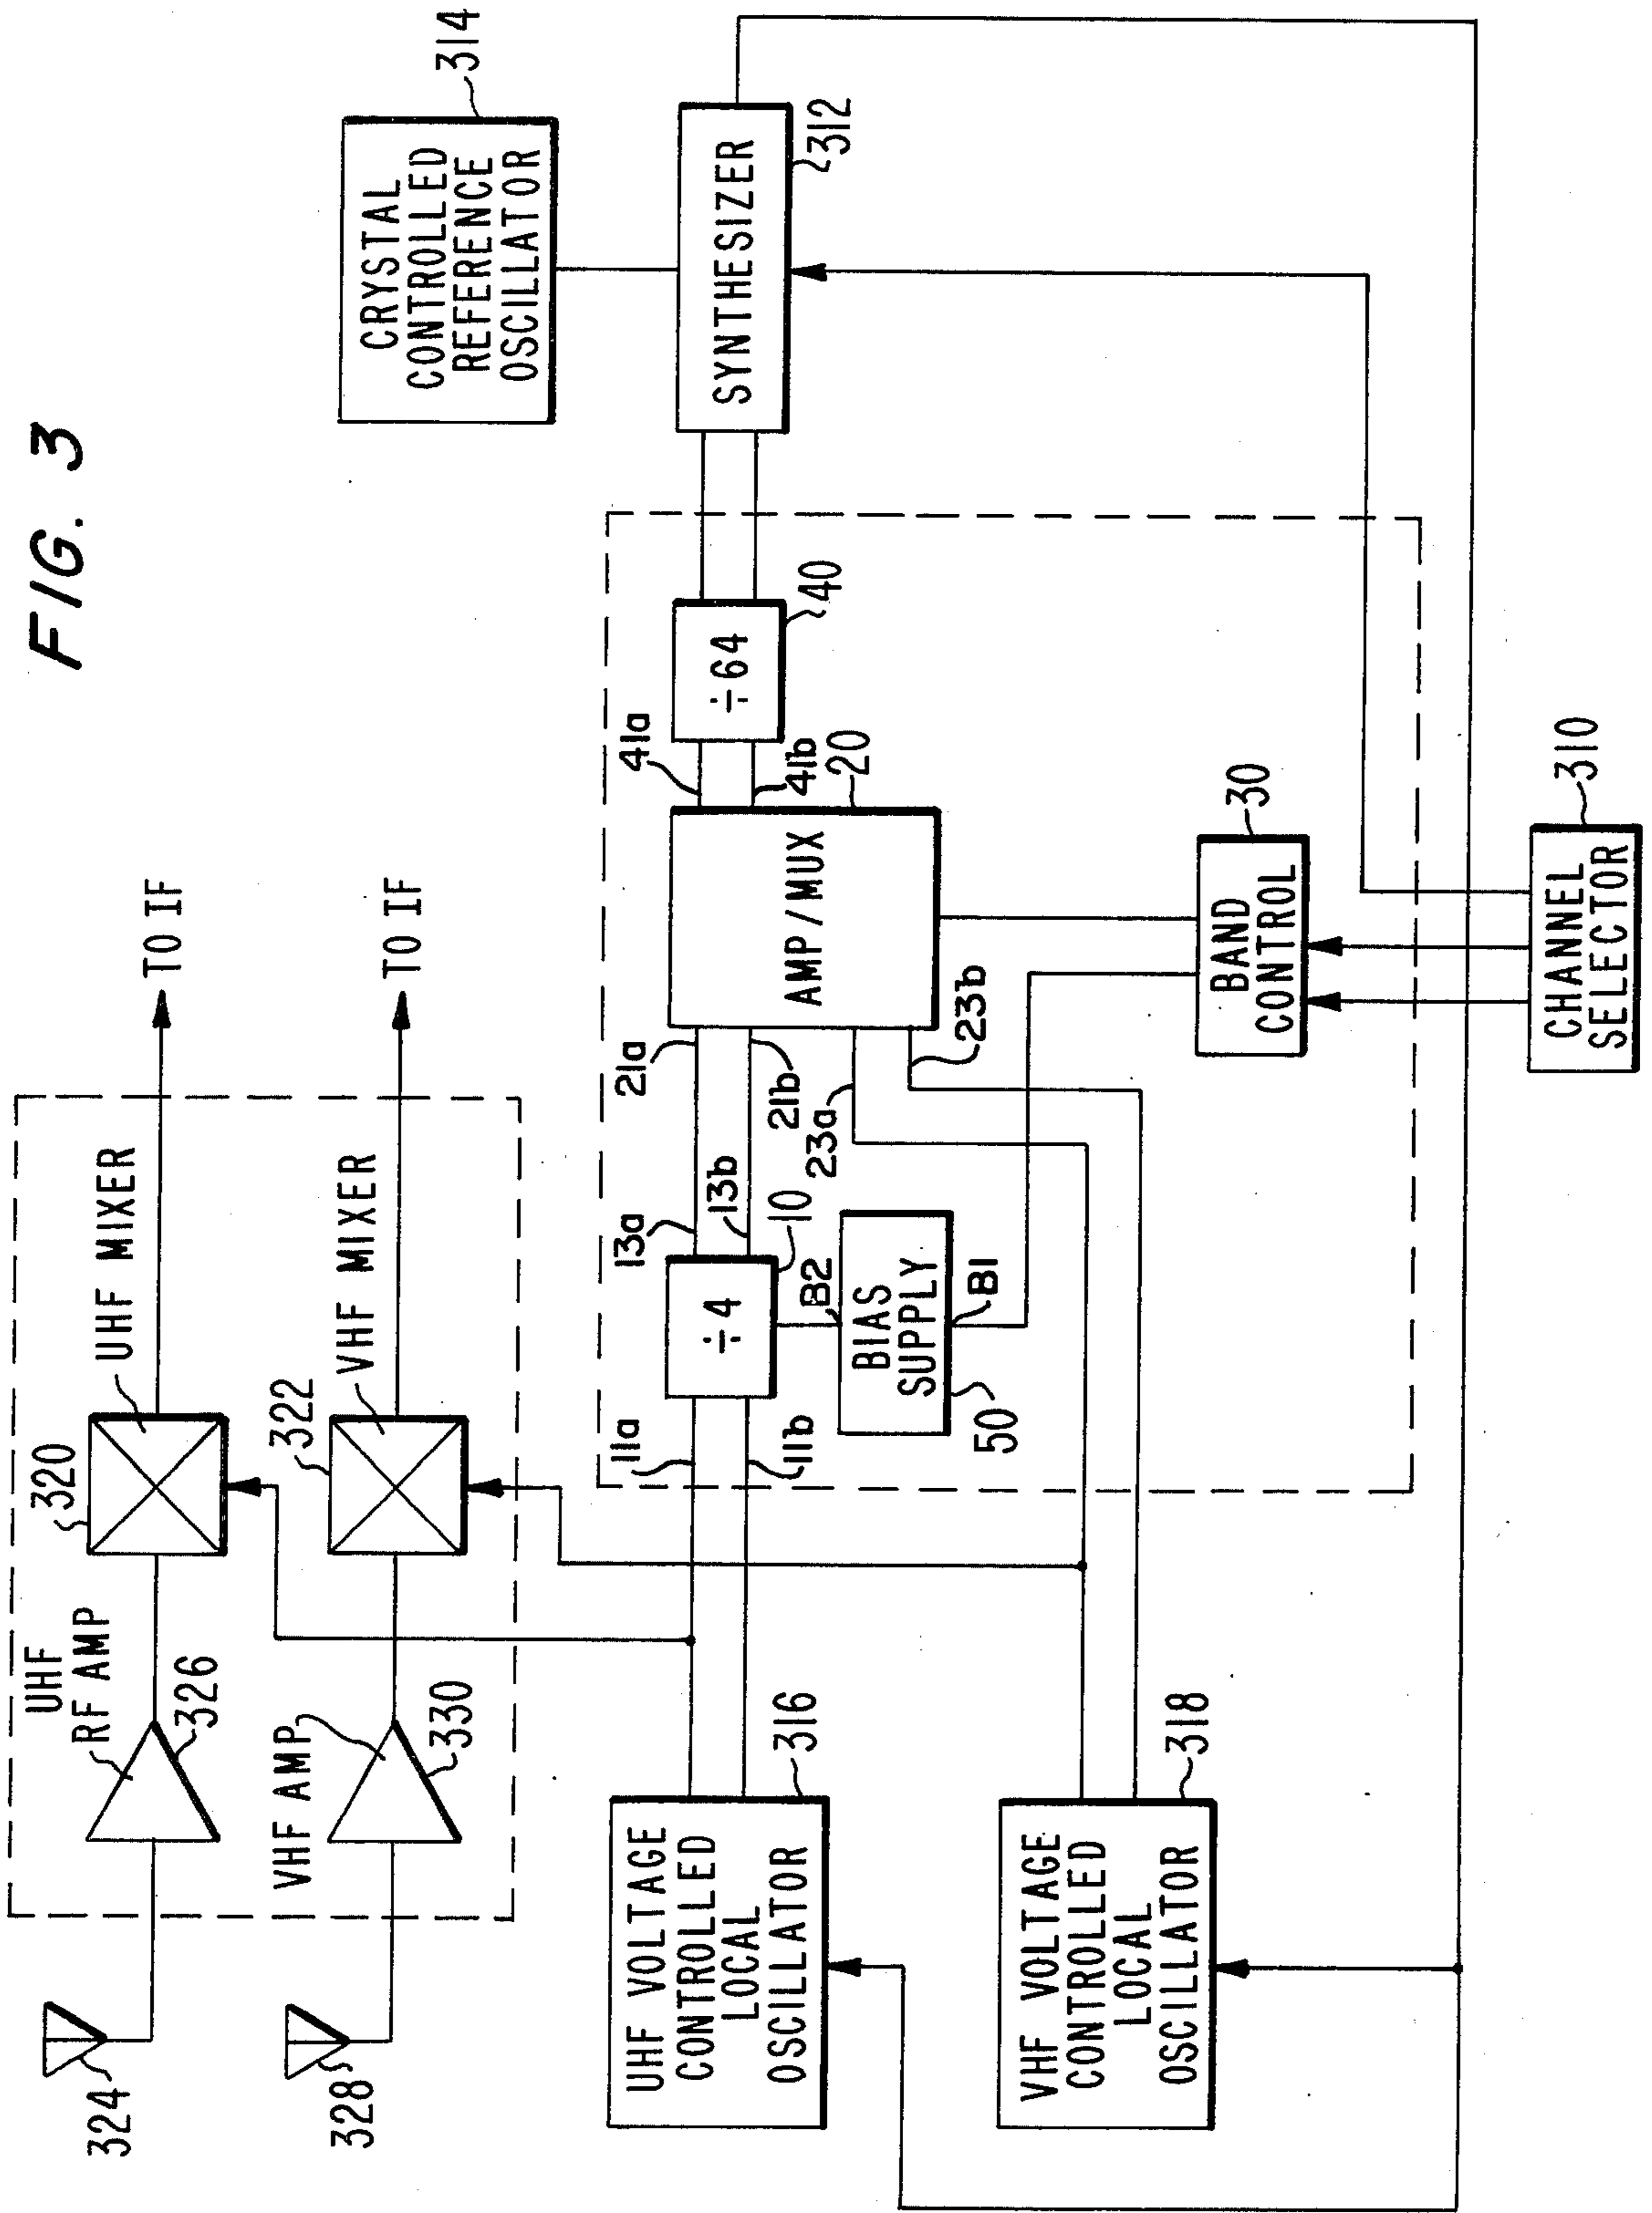 FIG. 3
324
328
UHF
RF AMP
326
VHF AMP
330
320
UHF MIXER
322
VHF MIXER
TO IF
TO IF
CRYSTAL
CONTROLLED
REFERENCE
OSCILLATOR
314
UHF VOLTAGE
CONTROLLED
LOCAL
OSCILLATOR
316
VHF VOLTAGE
CONTROLLED
LOCAL
OSCILLATOR
318
11a
11b
÷4
10
13a
13b
21a
21b
23a
23b
BIAS
SUPPLY
50
B2
B1
AMP/MUX
20
41a
41b
÷64
40
SYNTHESIZER
312
BAND
CONTROL
30
CHANNEL
SELECTOR
310